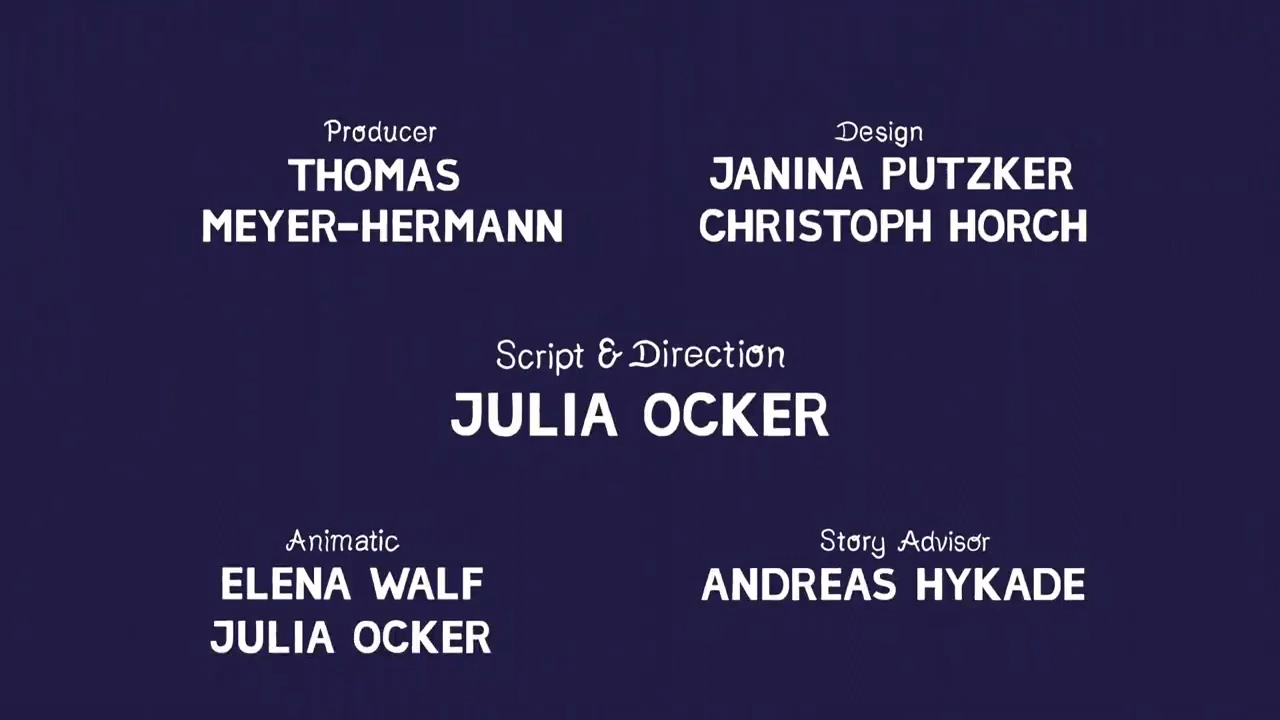 Producer
THOMAS
MEYER-HERMANN
Design
JANINA PUTZKER
CHRISTOPH HORCH
Script & Direction
JULIA OCKER
Animatic
ELENA WALF
JULIA OCKER
Story Advisor
ANDREAS HYKADE